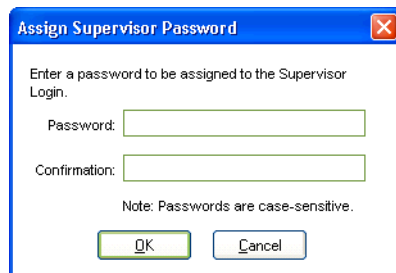 Assign Supervisor Password
Enter a password to be assigned to the Supervisor
Login.
Password:
Confirmation:
Note: Passwords are case-sensitive.
OK Cancel